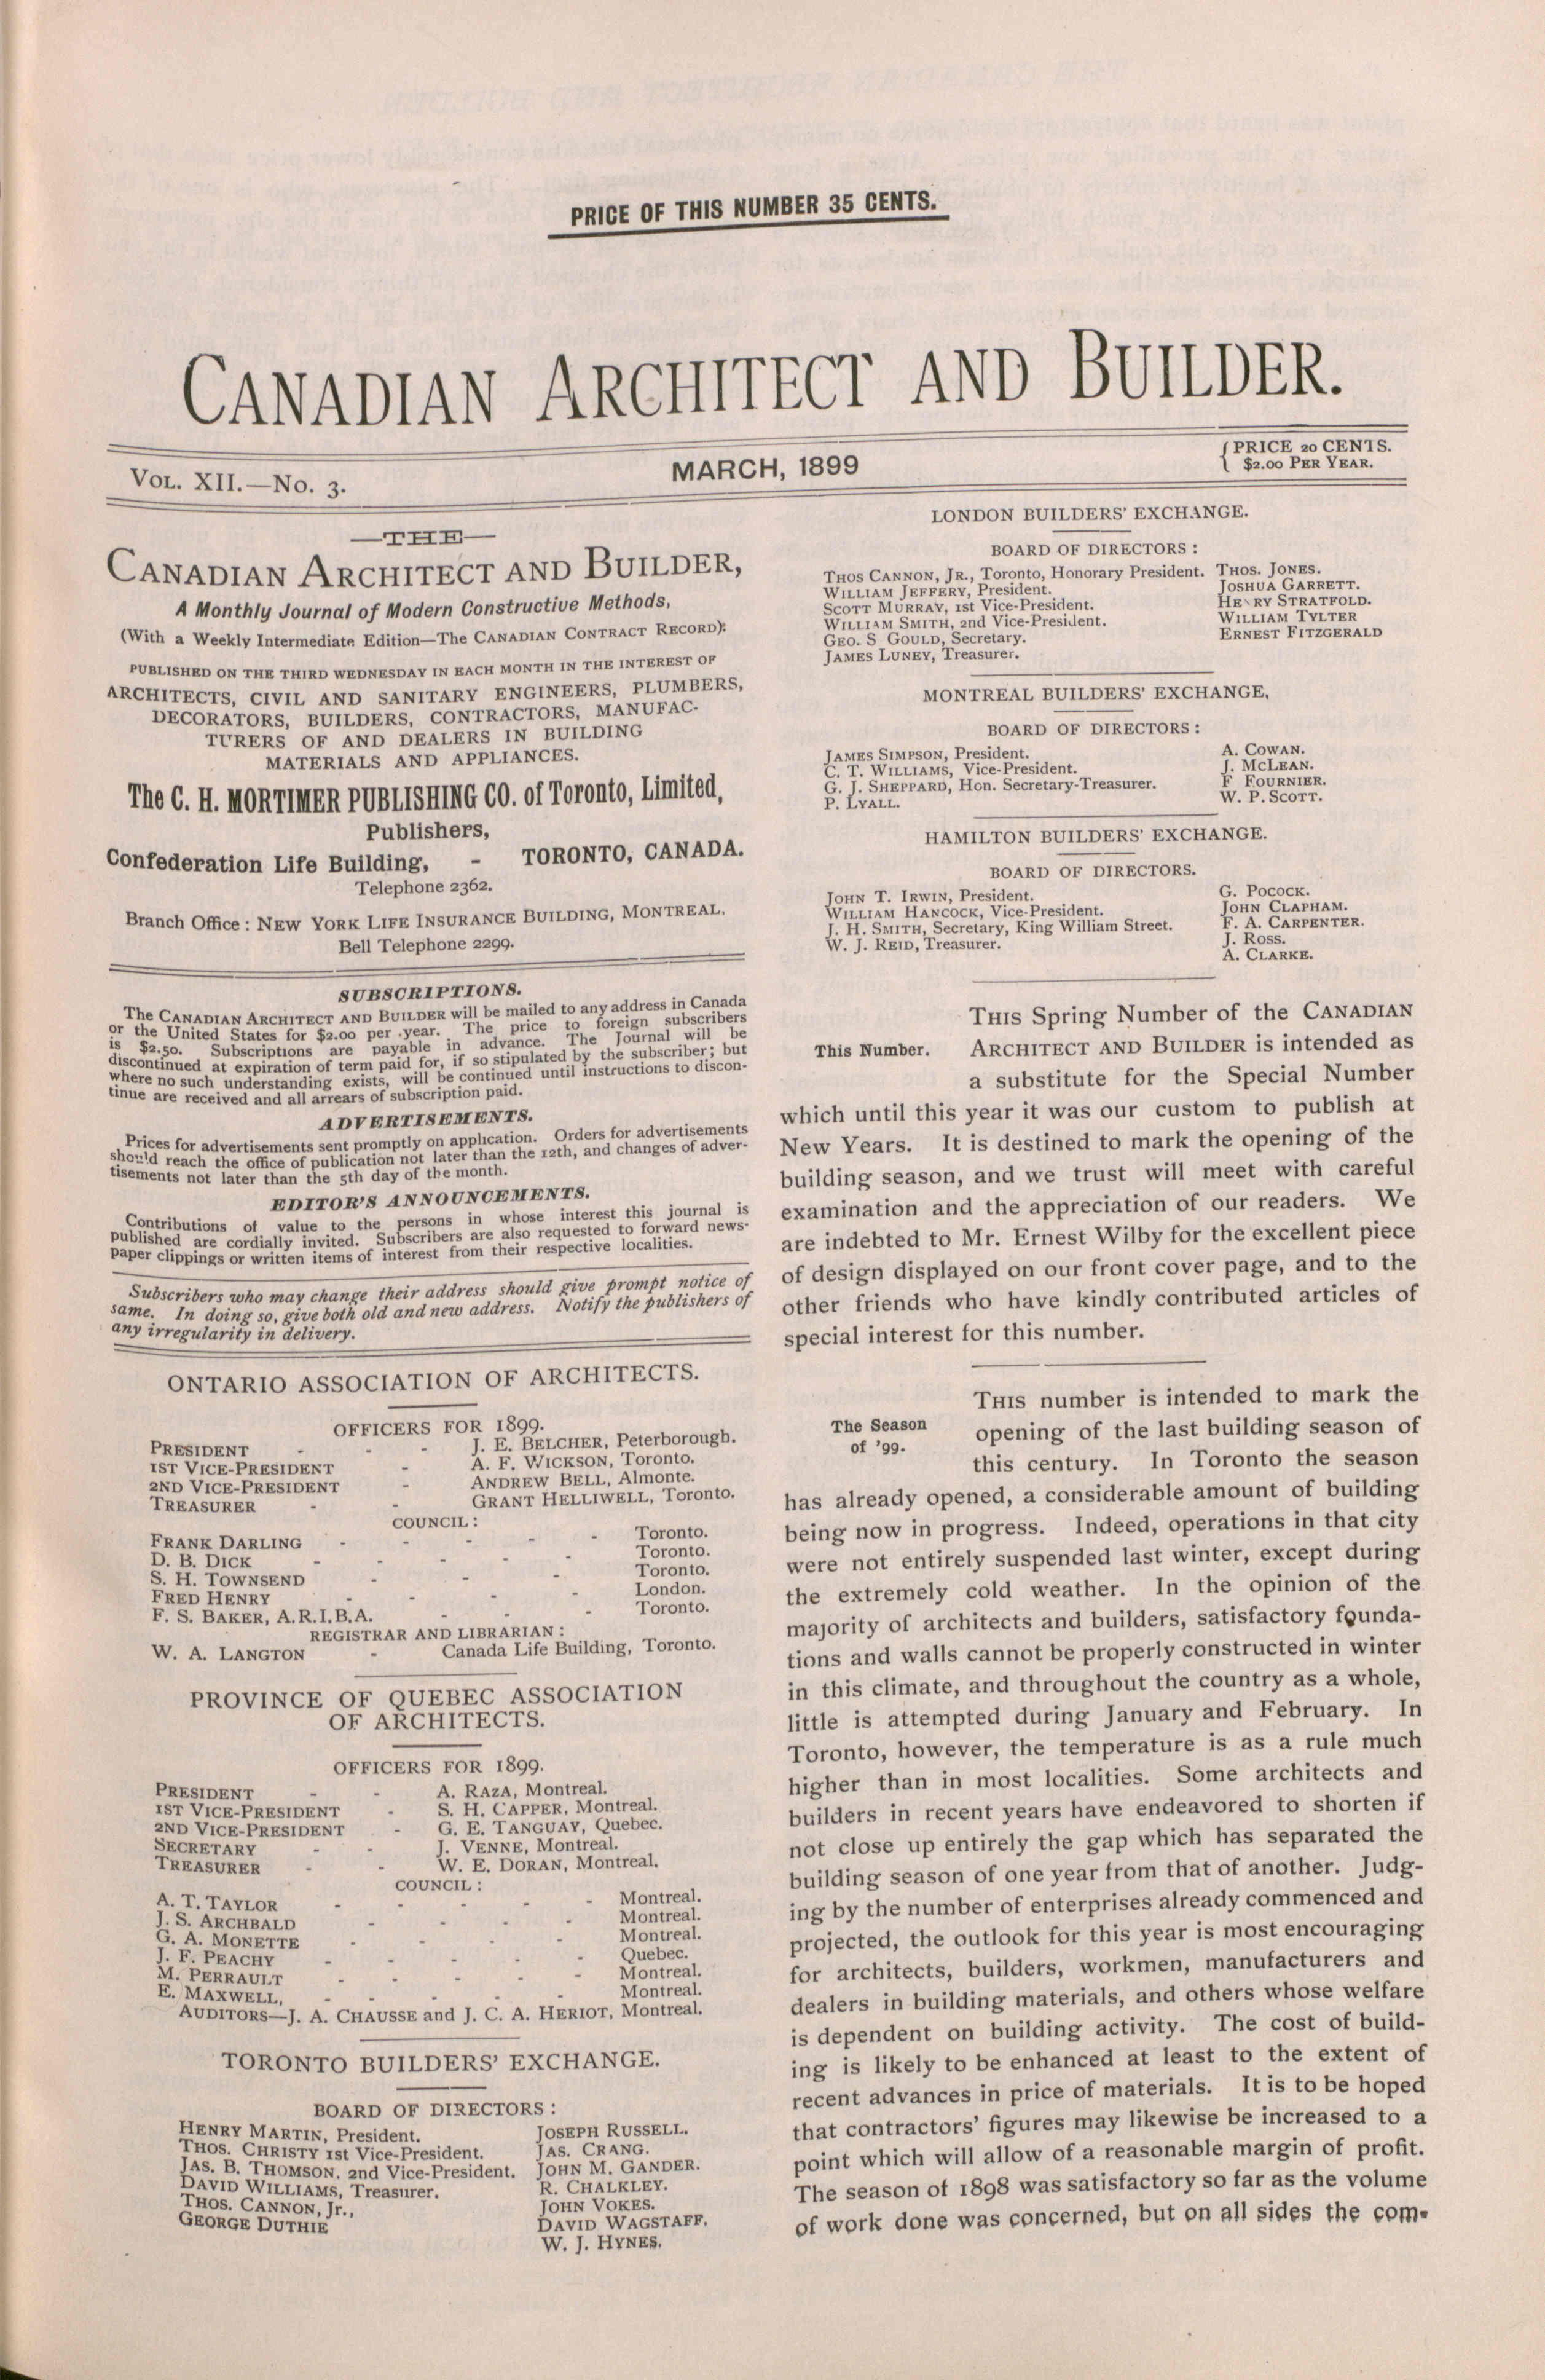 PRICE OF THIS NUMBER 35 CENTS.
CANADIAN ARCHITECT AND BUILDER.
VOL. XII.—No. 3.
MARCH, 1899
{ PRICE 20 CENTS.
$2.00 PER YEAR.
—THE—
CANADIAN ARCHITECT AND BUILDER,
A Monthly Journal of Modern Constructive Methods,
(With a Weekly Intermediate Edition—The CANADIAN CONTRACT RECORD).
PUBLISHED ON THE THIRD WEDNESDAY IN EACH MONTH IN THE INTEREST OF
ARCHITECTS, CIVIL AND SANITARY ENGINEERS, PLUMBERS,
DECORATORS, BUILDERS, CONTRACTORS, MANUFAC-
TURERS OF AND DEALERS IN BUILDING
MATERIALS AND APPLIANCES.
The C. H. MORTIMER PUBLISHING CO. of Toronto, Limited,
Publishers,
Confederation Life Building, - TORONTO, CANADA.
Telephone 2362.
Branch Office: NEW YORK LIFE INSURANCE BUILDING, MONTREAL.
Bell Telephone 2299.
SUBSCRIPTIONS.
The CANADIAN ARCHITECT AND BUILDER will be mailed to any address in Canada
or the United States for $2.00 per year. The price to foreign subscribers
is $2.50. Subscriptions are payable in advance. The Journal will be
discontinued at expiration of term paid for, if so stipulated by the subscriber; but
where no such understanding exists, will be continued until instructions to discon-
tinue are received and all arrears of subscription paid.
ADVERTISEMENTS.
Prices for advertisements sent promptly on application. Orders for advertisements
should reach the office of publication not later than the 12th, and changes of adver-
tisements not later than the 5th day of the month.
EDITOR'S ANNOUNCEMENTS.
Contributions of value to the persons in whose interest this journal is
published are cordially invited. Subscribers are also requested to forward news-
paper clippings or written items of interest from their respective localities.
Subscribers who may change their address should give prompt notice of
same. In doing so, give both old and new address. Notify the publishers of
any irregularity in delivery.
ONTARIO ASSOCIATION OF ARCHITECTS.
OFFICERS FOR 1899.
PRESIDENT - - - J. E. BELCHER, Peterborough.
1ST VICE-PRESIDENT - A. F. WICKSON, Toronto.
2ND VICE-PRESIDENT - ANDREW BELL, Almonte.
TREASURER - - GRANT HELLIWELL, Toronto.
COUNCIL:
FRANK DARLING - - - - - Toronto.
D. B. DICK - - - - - Toronto.
S. H. TOWNSEND - - - Toronto.
FRED HENRY - - - - London.
F. S. BAKER, A.R.I.B.A. - - - Toronto.
REGISTRAR AND LIBRARIAN:
W. A. LANGTON - Canada Life Building, Toronto.
PROVINCE OF QUEBEC ASSOCIATION
OF ARCHITECTS.
OFFICERS FOR 1899.
PRESIDENT - - A. RAZA, Montreal.
1ST VICE-PRESIDENT - S. H. CAPPER, Montreal.
2ND VICE-PRESIDENT - G. E. TANGUAY, Quebec.
SECRETARY - - J. VENNE, Montreal.
TREASURER - - W. E. DORAN, Montreal.
COUNCIL:
A. T. TAYLOR - - - - - Montreal.
J. S. ARCHBALD - - - - Montreal.
G. A. MONETTE - - - - Montreal.
J. F. PEACHY - - - - - Quebec.
M. PERRAULT - - - - - Montreal.
E. MAXWELL, - - - - - Montreal.
AUDITORS—J. A. CHAUSSE and J. C. A. HERIOT, Montreal.
TORONTO BUILDERS' EXCHANGE.
BOARD OF DIRECTORS:
HENRY MARTIN, President.
THOS. CHRISTY 1st Vice-President.
JAS. B. THOMSON, 2nd Vice-President.
DAVID WILLIAMS, Treasurer.
THOS. CANNON, Jr.,
GEORGE DUTHIE
JOSEPH RUSSELL.
JAS. CRANG.
JOHN M. GANDER.
R. CHALKLEY.
JOHN VOKES.
DAVID WAGSTAFF.
W. J. HYNES.
LONDON BUILDERS' EXCHANGE.
BOARD OF DIRECTORS:
THOS CANNON, JR., Toronto, Honorary President.
WILLIAM JEFFERY, President.
SCOTT MURRAY, 1st Vice-President.
WILLIAM SMITH, 2nd Vice-President.
GEO. S GOULD, Secretary.
JAMES LUNEY, Treasurer.
THOS. JONES.
JOSHUA GARRETT.
HENRY STRATFOLD.
WILLIAM TYLTER
ERNEST FITZGERALD
MONTREAL BUILDERS' EXCHANGE,
BOARD OF DIRECTORS:
JAMES SIMPSON, President.
C. T. WILLIAMS, Vice-President.
G. J. SHEPPARD, Hon. Secretary-Treasurer.
P. LYALL.
A. COWAN.
J. MCLEAN.
F FOURNIER.
W. P. SCOTT.
HAMILTON BUILDERS' EXCHANGE.
BOARD OF DIRECTORS.
JOHN T. IRWIN, President.
WILLIAM HANCOCK, Vice-President.
J. H. SMITH, Secretary, King William Street.
W. J. REID, Treasurer.
G. POCOCK.
JOHN CLAPHAM.
F. A. CARPENTER.
J. ROSS.
A. CLARKE.
This Number.
THIS Spring Number of the CANADIAN
ARCHITECT AND BUILDER is intended as
a substitute for the Special Number
which until this year it was our custom to publish at
New Years. It is destined to mark the opening of the
building season, and we trust will meet with careful
examination and the appreciation of our readers. We
are indebted to Mr. Ernest Wilby for the excellent piece
of design displayed on our front cover page, and to the
other friends who have kindly contributed articles of
special interest for this number.
The Season
of '99.
THIS number is intended to mark the
opening of the last building season of
this century. In Toronto the season
has already opened, a considerable amount of building
being now in progress. Indeed, operations in that city
were not entirely suspended last winter, except during
the extremely cold weather. In the opinion of the
majority of architects and builders, satisfactory founda-
tions and walls cannot be properly constructed in winter
in this climate, and throughout the country as a whole,
little is attempted during January and February. In
Toronto, however, the temperature is as a rule much
higher than in most localities. Some architects and
builders in recent years have endeavored to shorten if
not close up entirely the gap which has separated the
building season of one year from that of another. Judg-
ing by the number of enterprises already commenced and
projected, the outlook for this year is most encouraging
for architects, builders, workmen, manufacturers and
dealers in building materials, and others whose welfare
is dependent on building activity. The cost of build-
ing is likely to be enhanced at least to the extent of
recent advances in price of materials. It is to be hoped
that contractors' figures may likewise be increased to a
point which will allow of a reasonable margin of profit.
The season of 1898 was satisfactory so far as the volume
of work done was concerned, but on all sides the com-